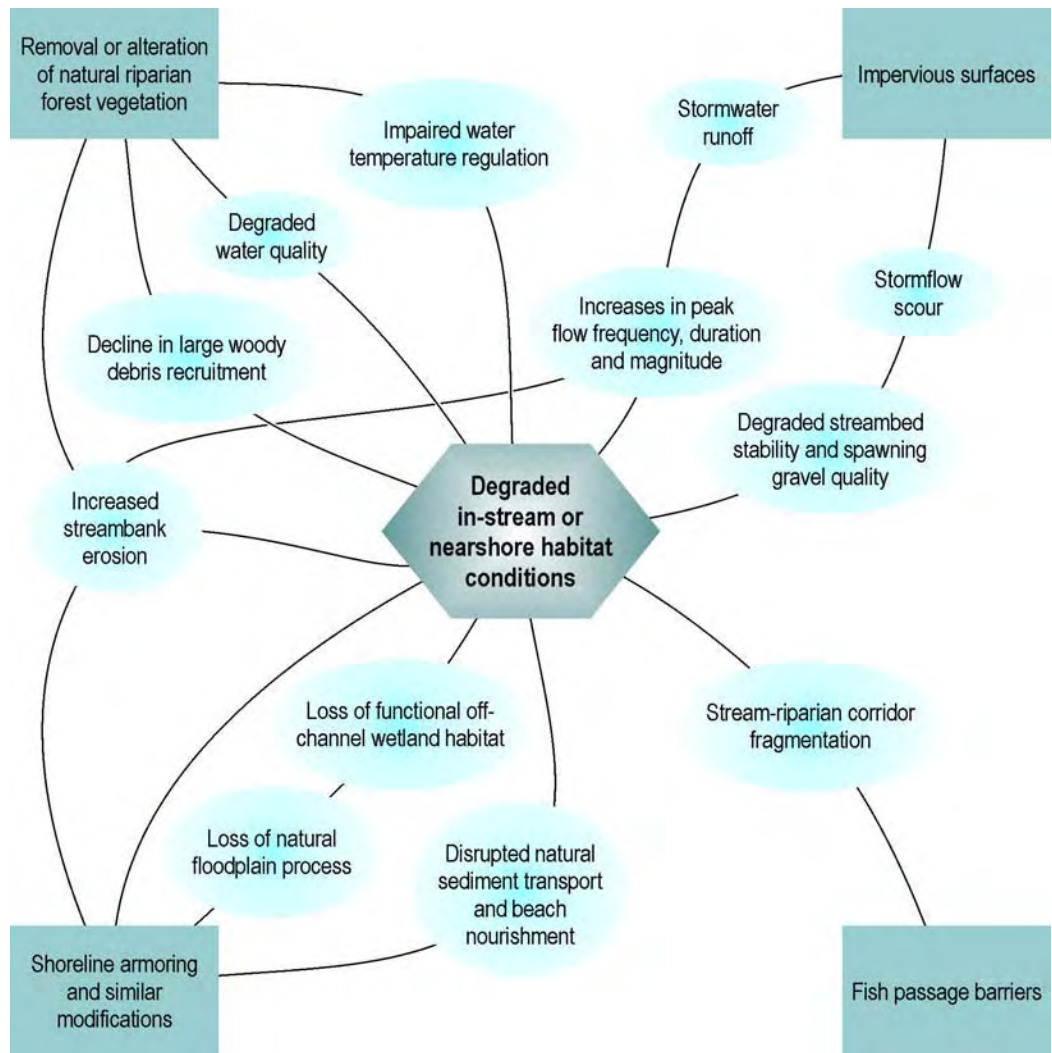 Removal or alteration
of natural riparian
forest vegetation
Impervious surfaces
Impaired water
temperature regulation
Stormwater
runoff
Degraded
water quality
Stormflow
scour
Increases in peak
flow frequency, duration
and magnitude
Decline in large woody
debris recruitment
Degraded streambed
stability and spawning
gravel quality
Degraded
in-stream or
nearshore habitat
conditions
Increased
streambank
erosion
Loss of functional off-
channel wetland habitat
Stream-riparian corridor
fragmentation
Loss of natural
floodplain process
Disrupted natural
sediment transport
and beach
nourishment
Shoreline armoring
and similar
modifications
Fish passage barriers